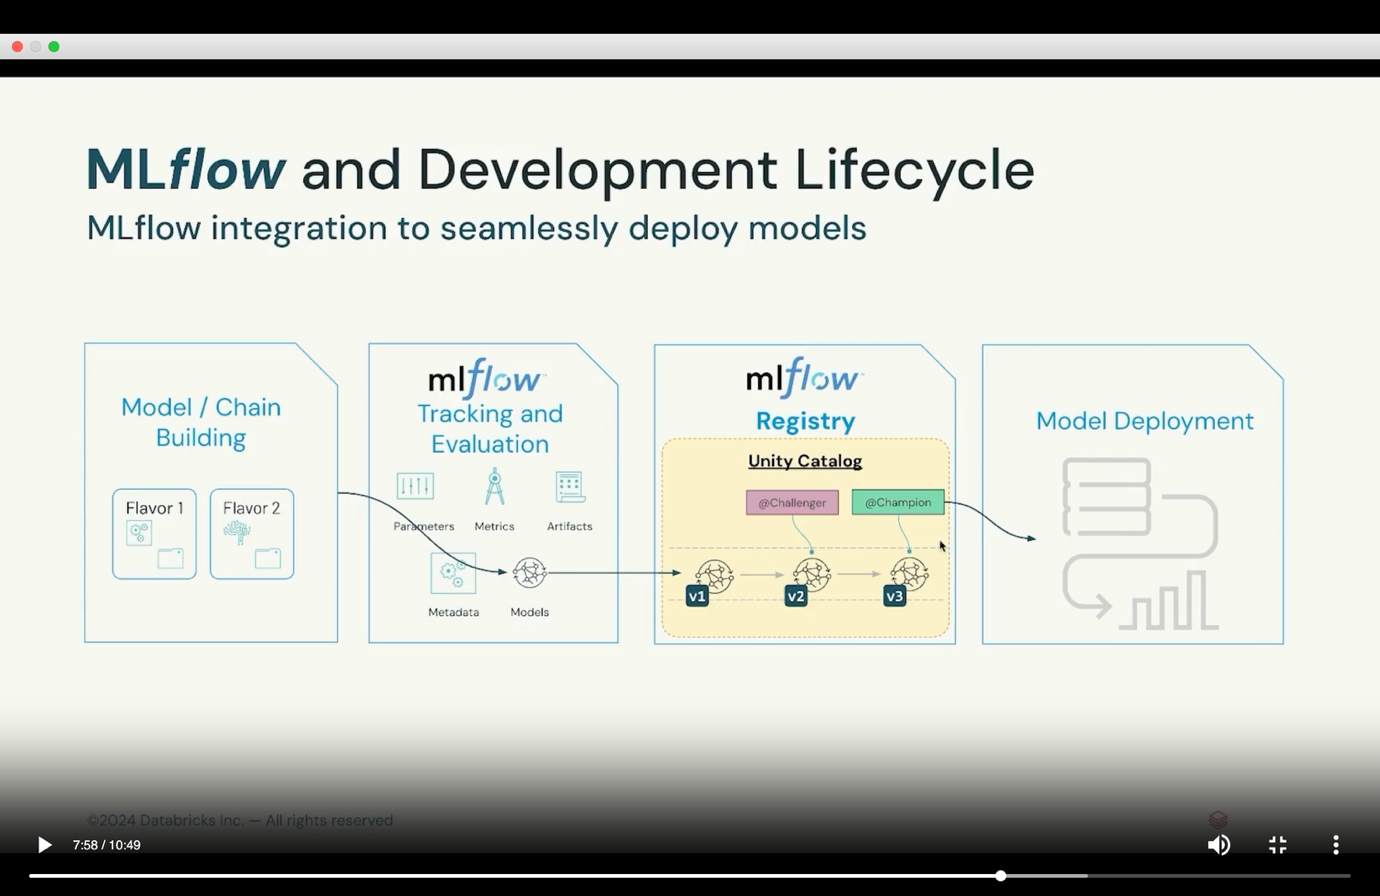 MLflow and Development Lifecycle
MLflow integration to seamlessly deploy models
Model / Chain
Building
Flavor 1
Flavor 2
mlflow™
Tracking and
Evaluation
Parameters
Metrics
Artifacts
Metadata
Models
mlflow™
Registry
Unity Catalog
@Challenger
@Champion
v1
v2
v3
Model Deployment
©2024 Databricks Inc. — All rights reserved
7:58 / 10:49